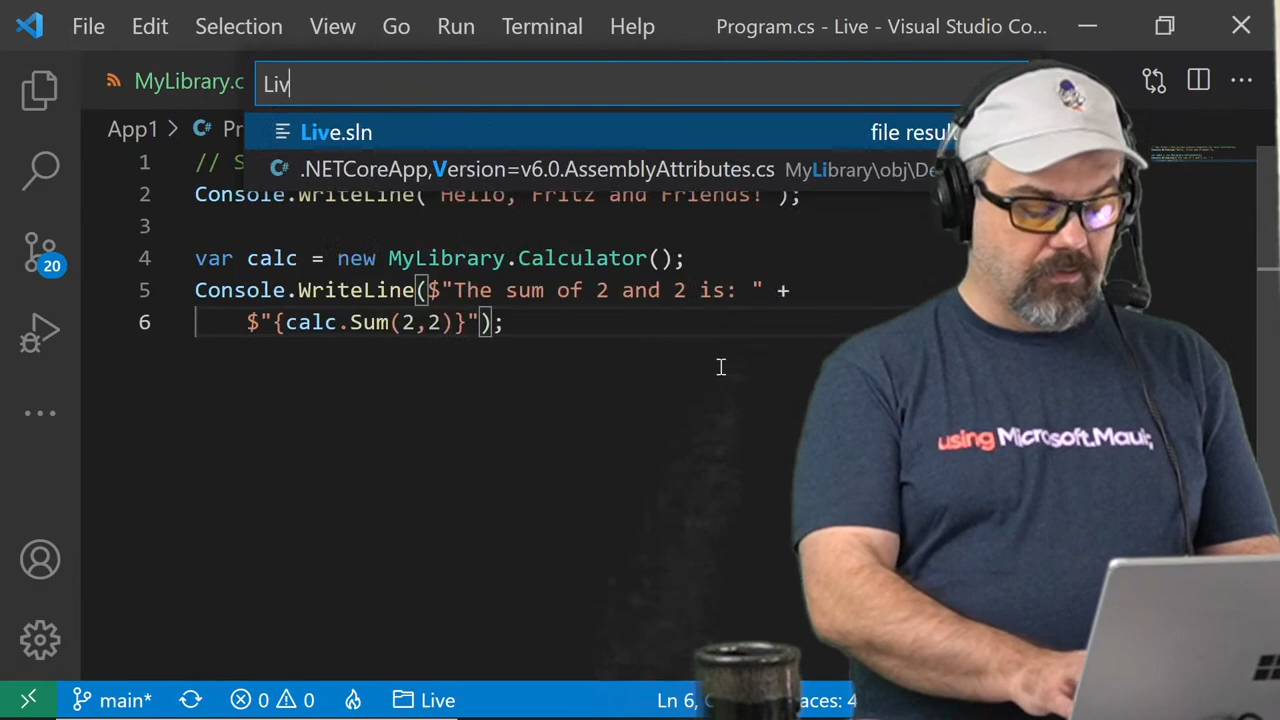 File Edit Selection View Go Run Terminal Help Program.cs - Live - Visual Studio Co...
MyLibrary.c
Liv
Live.sln file resul
.NETCoreApp,Version=v6.0.AssemblyAttributes.cs MyLibrary\obj\De
App1 > Pr
1 // S
2 Console.WriteLine("Hello, Fritz and Friends!");
3
4 var calc = new MyLibrary.Calculator();
5 Console.WriteLine($"The sum of 2 and 2 is: " +
6 $"{calc.Sum(2,2)}");
20
using Microsoft.Maui;
main* 0 0 Live Ln 6, C aces: 4